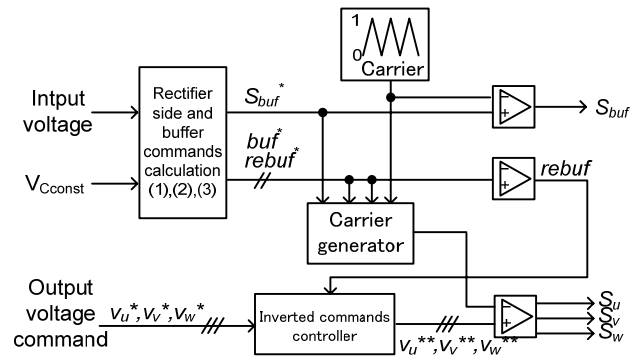 1
0
Carrier
Intput
voltage
V_Cconst
Rectifier
side and
buffer
commands
calculation
(1),(2),(3)
S_buf*
buf*
rebuf*
−
+
S_buf
−
+
rebuf
Carrier
generator
Output
voltage
command
v_u*,v_v*,v_w*
Inverted commands
controller
v_u**,v_v**,v_w**
−
+
S_u
S_v
S_w